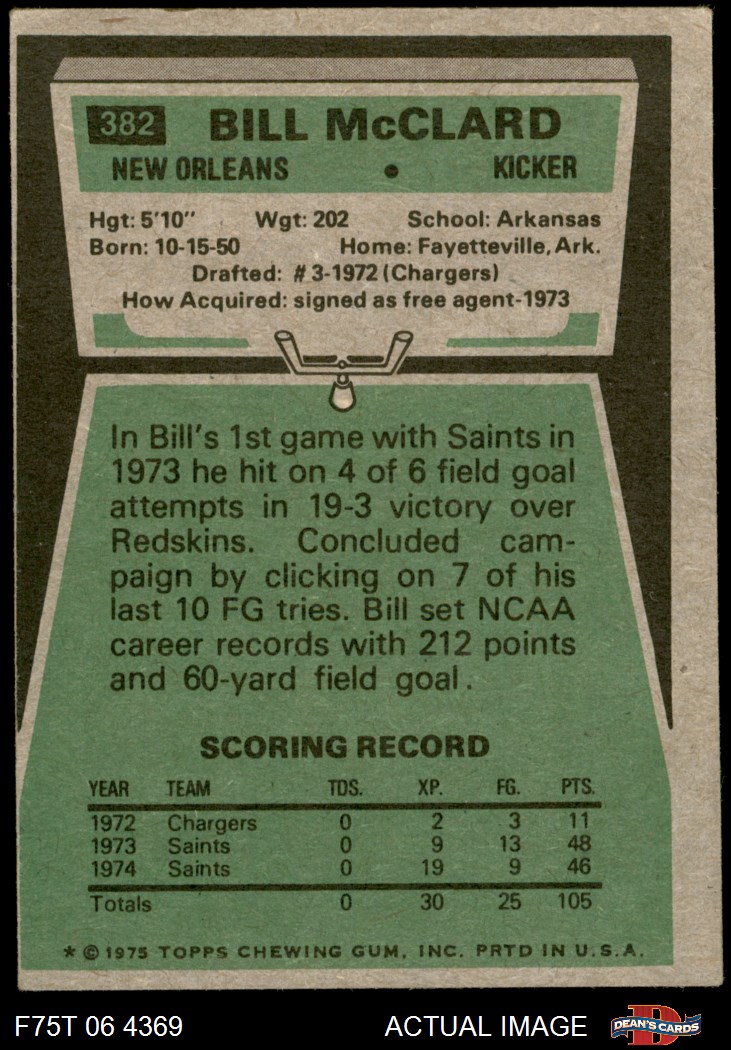 382 BILL McCLARD
NEW ORLEANS • KICKER
Hgt: 5'10" Wgt: 202 School: Arkansas
Born: 10-15-50 Home: Fayetteville, Ark.
Drafted: #3-1972 (Chargers)
How Acquired: signed as free agent-1973
In Bill's 1st game with Saints in
1973 he hit on 4 of 6 field goal
attempts in 19-3 victory over
Redskins. Concluded cam-
paign by clicking on 7 of his
last 10 FG tries. Bill set NCAA
career records with 212 points
and 60-yard field goal.
SCORING RECORD
YEAR TEAM TDS. XP. FG. PTS.
1972 Chargers 0 2 3 11
1973 Saints 0 9 13 48
1974 Saints 0 19 9 46
Totals 0 30 25 105
* © 1975 TOPPS CHEWING GUM, INC. PRTD IN U.S.A.
F75T 06 4369 ACTUAL IMAGE D DEAN'S CARDS